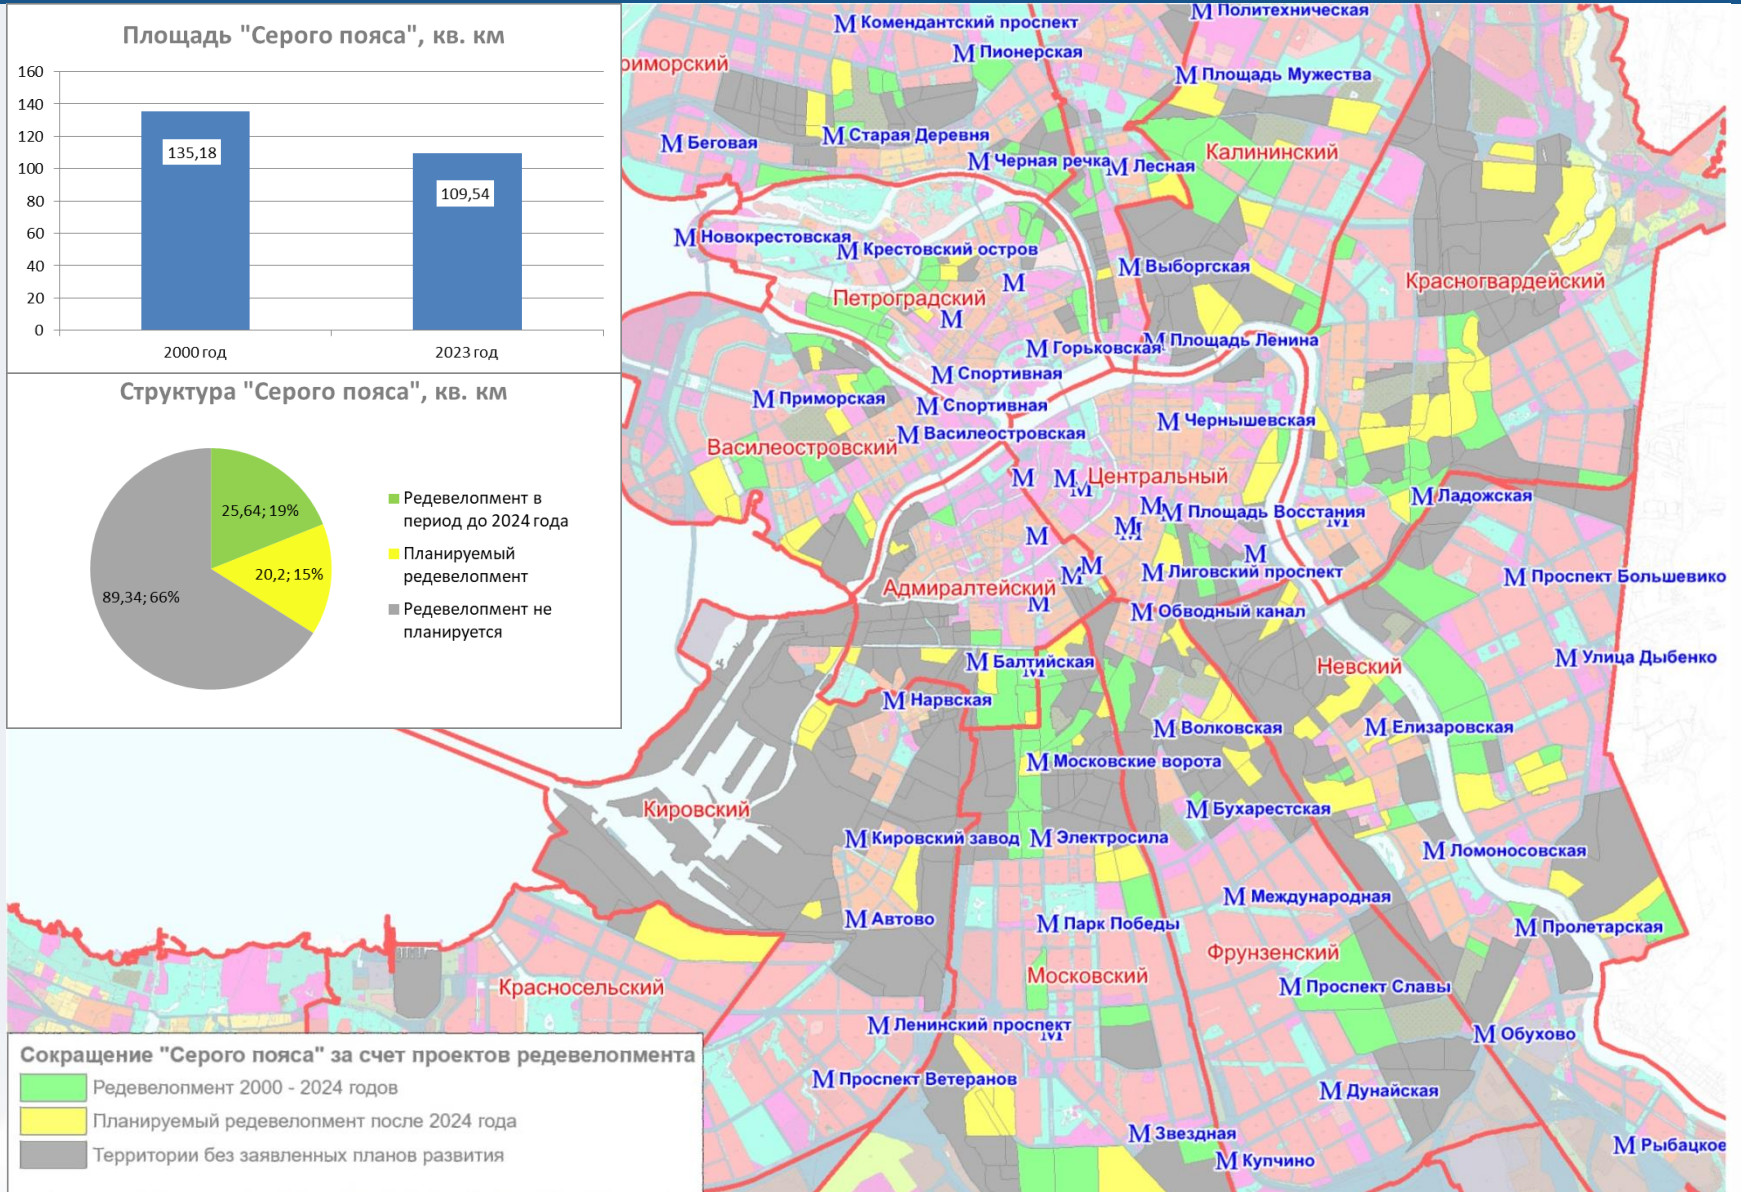 Площадь "Серого пояса", кв. км
160
140
120
100
80
60
40
20
0
135,18
109,54
2000 год
2023 год
Структура "Серого пояса", кв. км
25,64; 19%
20,2; 15%
89,34; 66%
Редевелопмент в
период до 2024 года
Планируемый
редевелопмент
Редевелопмент не
планируется
М Комендантский проспект
М Политехническая
М Пионерская
риморский
М Площадь Мужества
М Беговая
М Старая Деревня
М Черная речка
М Лесная
Калининский
М Новокрестовская
М Крестовский остров
М Выборгская
М
Красногвардейский
Петроградский
М
М Горьковская
М Площадь Ленина
М Спортивная
М Приморская
М Спортивная
М Чернышевская
М Василеостровская
Василеостровский
М
М
М
Центральный
М Ладожская
М
М Площадь Восстания
М
М
М
М
М
М Лиговский проспект
М Проспект Большевико
М
М
Адмиралтейский
М
М Обводный канал
М Балтийская
М
Невский
М Улица Дыбенко
М Нарвская
М Волковская
М Елизаровская
М Московские ворота
Кировский
М Бухарестская
М Кировский завод
М Электросила
М Ломоносовская
М Международная
М Автово
М Парк Победы
М Пролетарская
Фрунзенский
Московский
Красносельский
М Проспект Славы
М Ленинский проспект
М
М Обухово
М Проспект Ветеранов
М Дунайская
М Звездная
М Рыбацкое
М Купчино
Сокращение "Серого пояса" за счет проектов редевелопмента
Редевелопмент 2000 - 2024 годов
Планируемый редевелопмент после 2024 года
Территории без заявленных планов развития